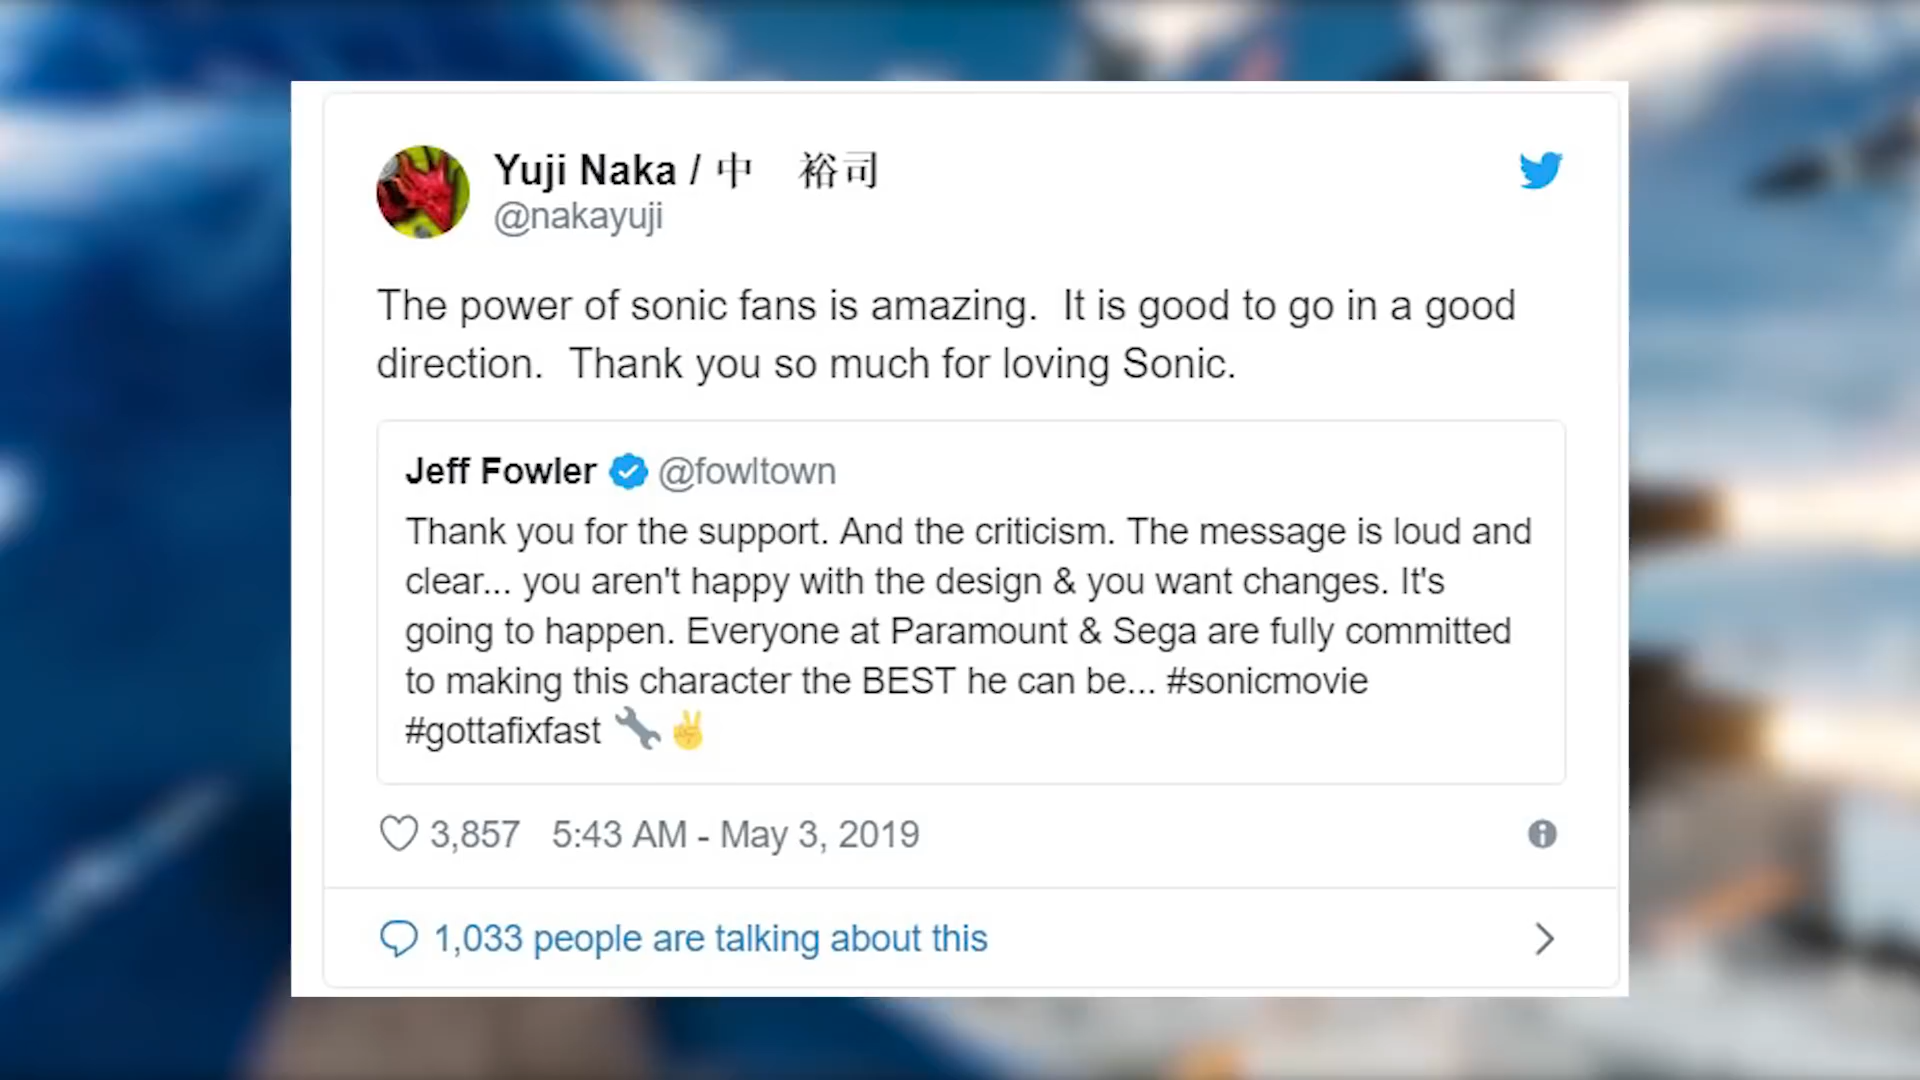 Yuji Naka / 中　裕司
@nakayuji
The power of sonic fans is amazing.  It is good to go in a good
direction.  Thank you so much for loving Sonic.
Jeff Fowler @fowltown
Thank you for the support. And the criticism. The message is loud and
clear... you aren't happy with the design & you want changes. It's
going to happen. Everyone at Paramount & Sega are fully committed
to making this character the BEST he can be... #sonicmovie
#gottafixfast 🔧✌
3,857 5:43 AM - May 3, 2019
1,033 people are talking about this